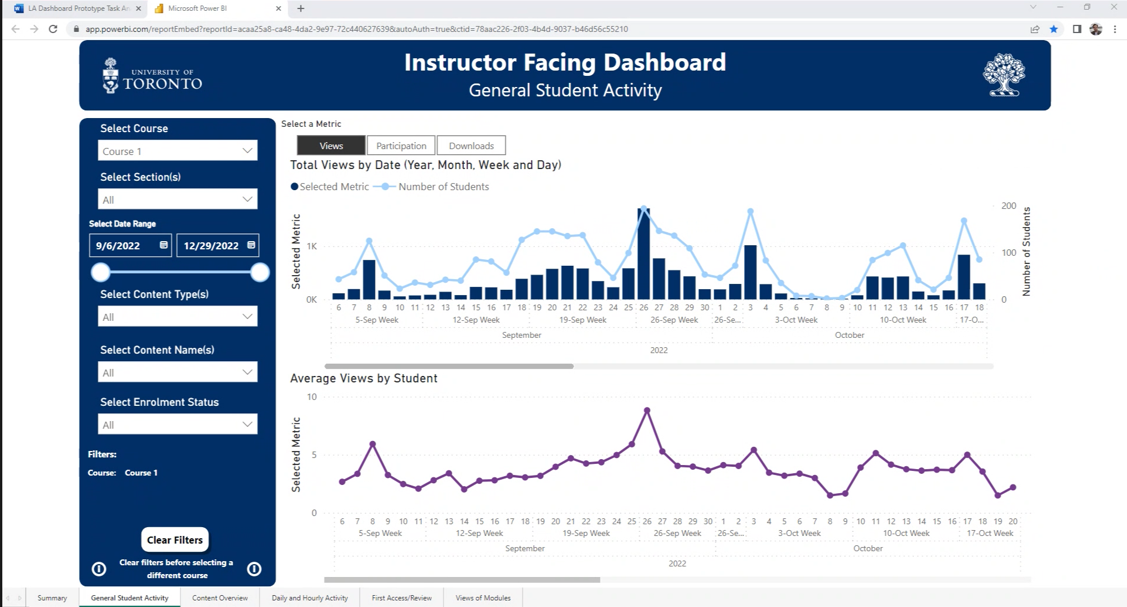 LA Dashboard Prototype Task An
Microsoft Power BI
app.powerbi.com/reportEmbed?reportId=acaa25a8-ca48-4da2-9e97-72c440627639&autoAuth=true&ctid=78aac226-2f03-4b4d-9037-b46d56c55210
UNIVERSITY OF
TORONTO
Instructor Facing Dashboard
General Student Activity
Select Course
Course 1
Select Section(s)
All
Select Date Range
9/6/2022
12/29/2022
Select Content Type(s)
All
Select Content Name(s)
All
Select Enrolment Status
All
Filters:
Course: Course 1
Clear Filters
Clear filters before selecting a
different course
Select a Metric
Views Participation Downloads
Total Views by Date (Year, Month, Week and Day)
Selected Metric Number of Students
Selected Metric
1K
0K
200
100
0
Number of Students
6 7 8 9 10 11 12 13 14 15 16 17 18 19 20 21 22 23 24 25 26 27 28 29 30 1 2 3 4 5 6 7 8 9 10 11 12 13 14 15 16 17 18
5-Sep Week 12-Sep Week 19-Sep Week 26-Sep Week 26-Se... 3-Oct Week 10-Oct Week 17-O...
September October
2022
Average Views by Student
Selected Metric
10
5
0
6 7 8 9 10 11 12 13 14 15 16 17 18 19 20 21 22 23 24 25 26 27 28 29 30 1 2 3 4 5 6 7 8 9 10 11 12 13 14 15 16 17 18 19 20
5-Sep Week 12-Sep Week 19-Sep Week 26-Sep Week 26-Se... 3-Oct Week 10-Oct Week 17-Oct Week
September October
2022
Summary General Student Activity Content Overview Daily and Hourly Activity First Access/Review Views of Modules